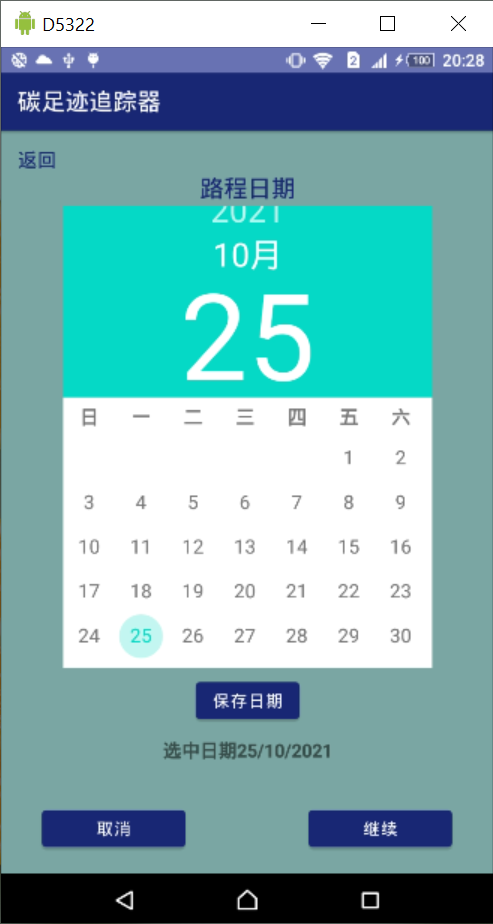 D5322
2 100 20:28
碳足迹追踪器
返回
路程日期
2021
10月
25
日 一 二 三 四 五 六
1 2
3 4 5 6 7 8 9
10 11 12 13 14 15 16
17 18 19 20 21 22 23
24 25 26 27 28 29 30
保存日期
选中日期25/10/2021
取消 继续